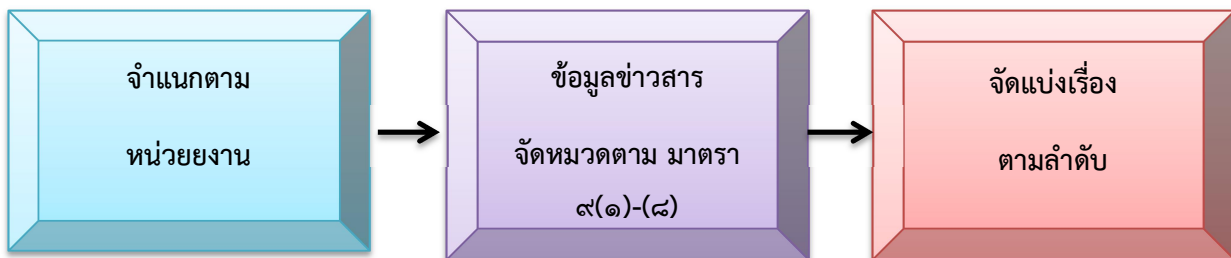 จำแนกตาม
หน่วยยงาน
ข้อมูลข่าวสาร
จัดหมวดตาม มาตรา
๙(๑)-(๘)
จัดแบ่งเรื่อง
ตามลำดับ